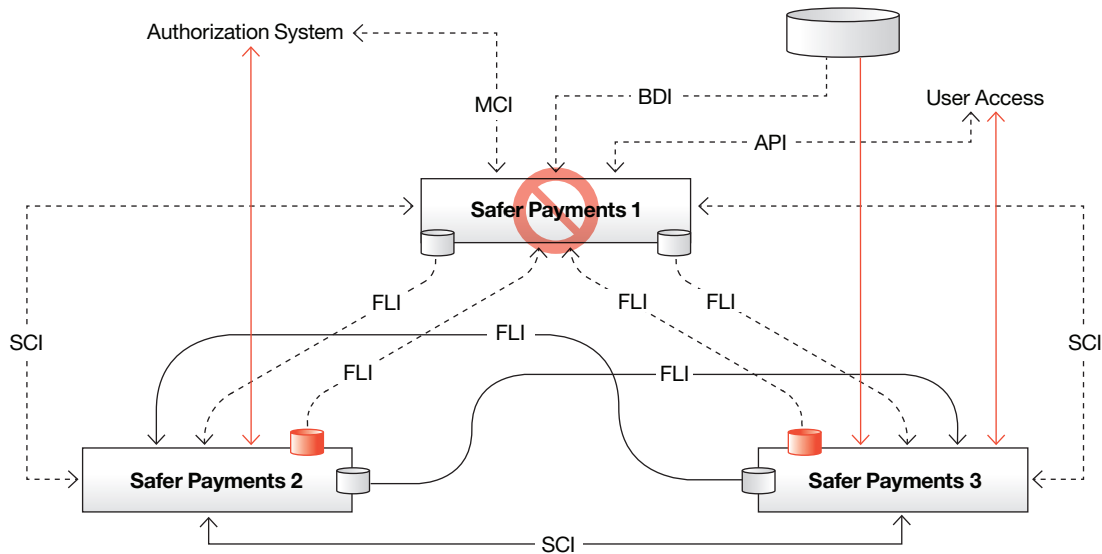 Authorization System
MCI
BDI
User Access
API
Safer Payments 1
FLI
FLI
FLI
FLI
SCI
FLI
SCI
FLI
Safer Payments 2
Safer Payments 3
SCI